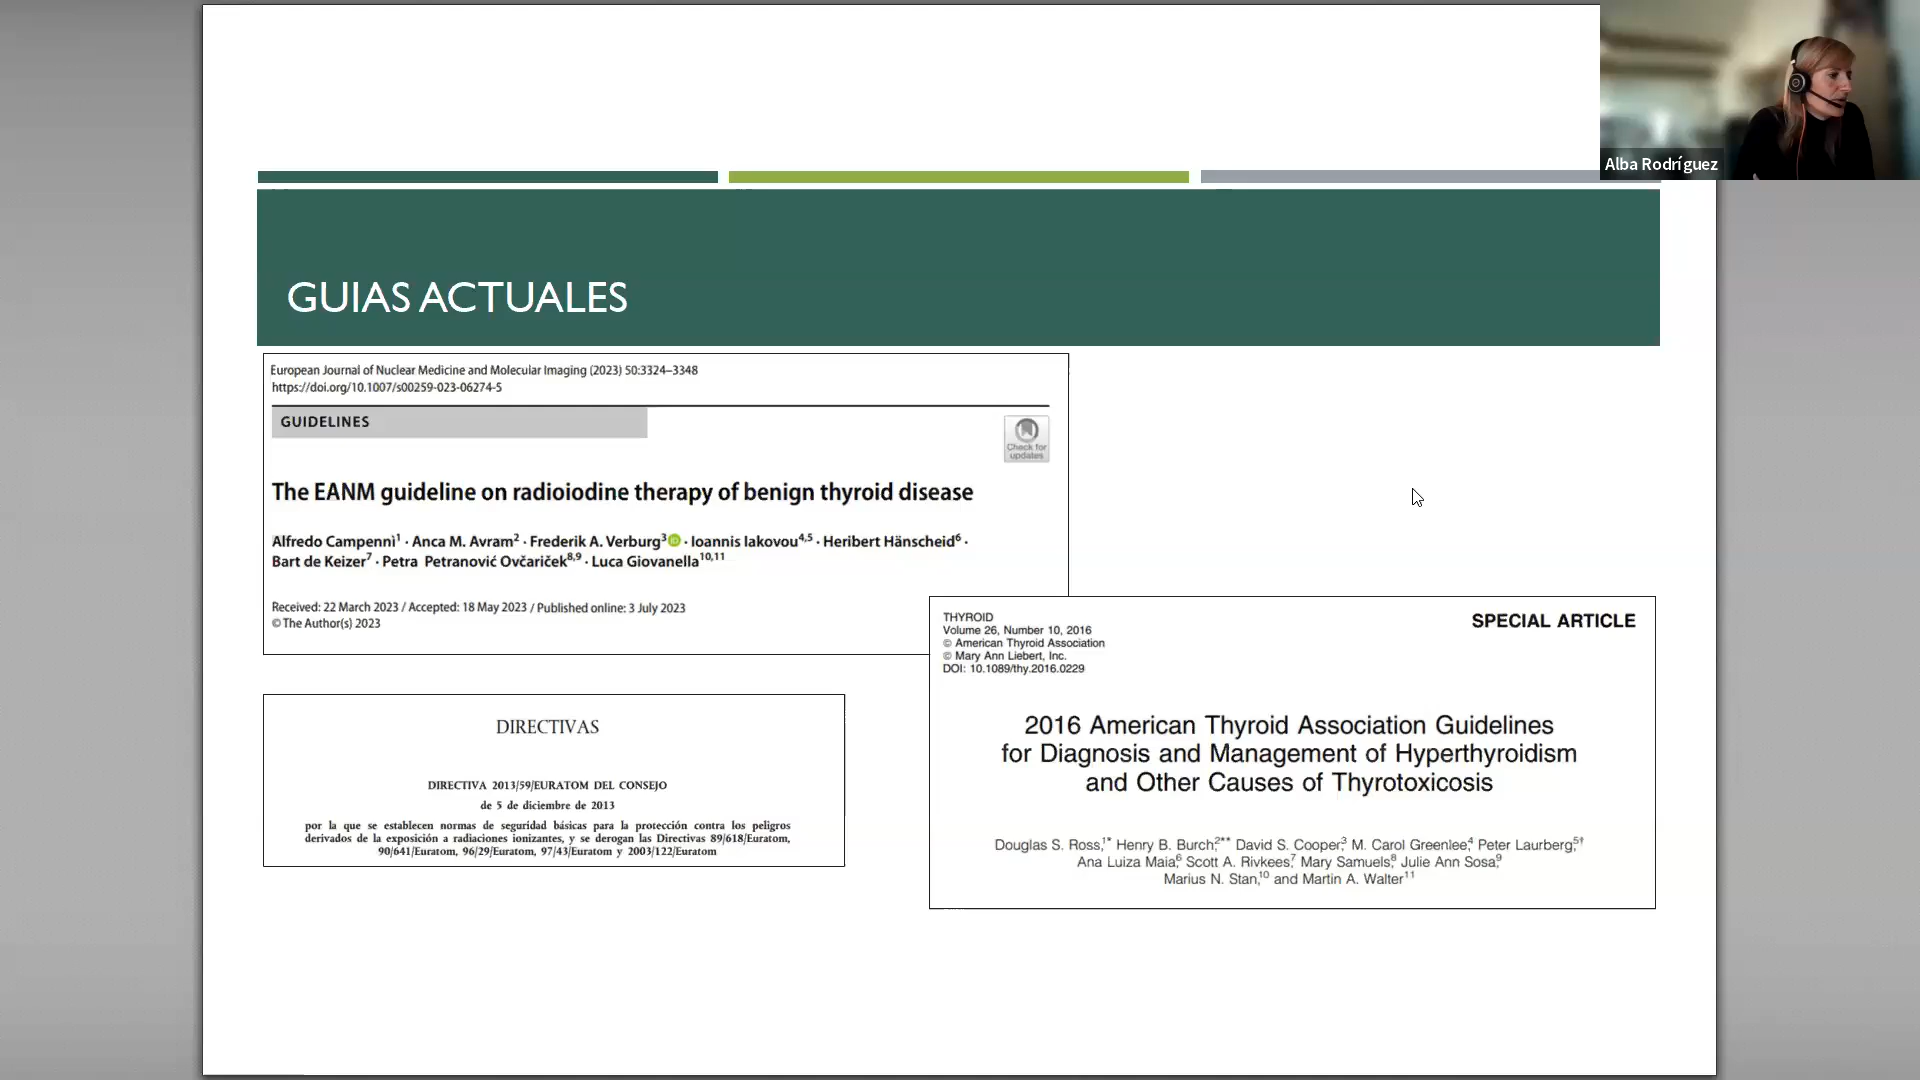 Alba Rodríguez
GUIAS ACTUALES
European Journal of Nuclear Medicine and Molecular Imaging (2023) 50:3324–3348
https://doi.org/10.1007/s00259-023-06274-5
GUIDELINES
Check for
updates
The EANM guideline on radioiodine therapy of benign thyroid disease
Alfredo Campennì1 · Anca M. Avram2 · Frederik A. Verburg3 · Ioannis Iakovou4,5 · Heribert Hänscheid6 ·
Bart de Keizer7 · Petra Petranović Ovčariček8,9 · Luca Giovanella10,11
Received: 22 March 2023 / Accepted: 18 May 2023 / Published online: 3 July 2023
© The Author(s) 2023
DIRECTIVAS
DIRECTIVA 2013/59/EURATOM DEL CONSEJO
de 5 de diciembre de 2013
por la que se establecen normas de seguridad básicas para la protección contra los peligros
derivados de la exposición a radiaciones ionizantes, y se derogan las Directivas 89/618/Euratom,
90/641/Euratom, 96/29/Euratom, 97/43/Euratom y 2003/122/Euratom
THYROID
Volume 26, Number 10, 2016
© American Thyroid Association
© Mary Ann Liebert, Inc.
DOI: 10.1089/thy.2016.0229
SPECIAL ARTICLE
2016 American Thyroid Association Guidelines
for Diagnosis and Management of Hyperthyroidism
and Other Causes of Thyrotoxicosis
Douglas S. Ross,1* Henry B. Burch,2** David S. Cooper,3 M. Carol Greenlee,4 Peter Laurberg,5†
Ana Luiza Maia,6 Scott A. Rivkees,7 Mary Samuels,8 Julie Ann Sosa,9
Marius N. Stan,10 and Martin A. Walter11